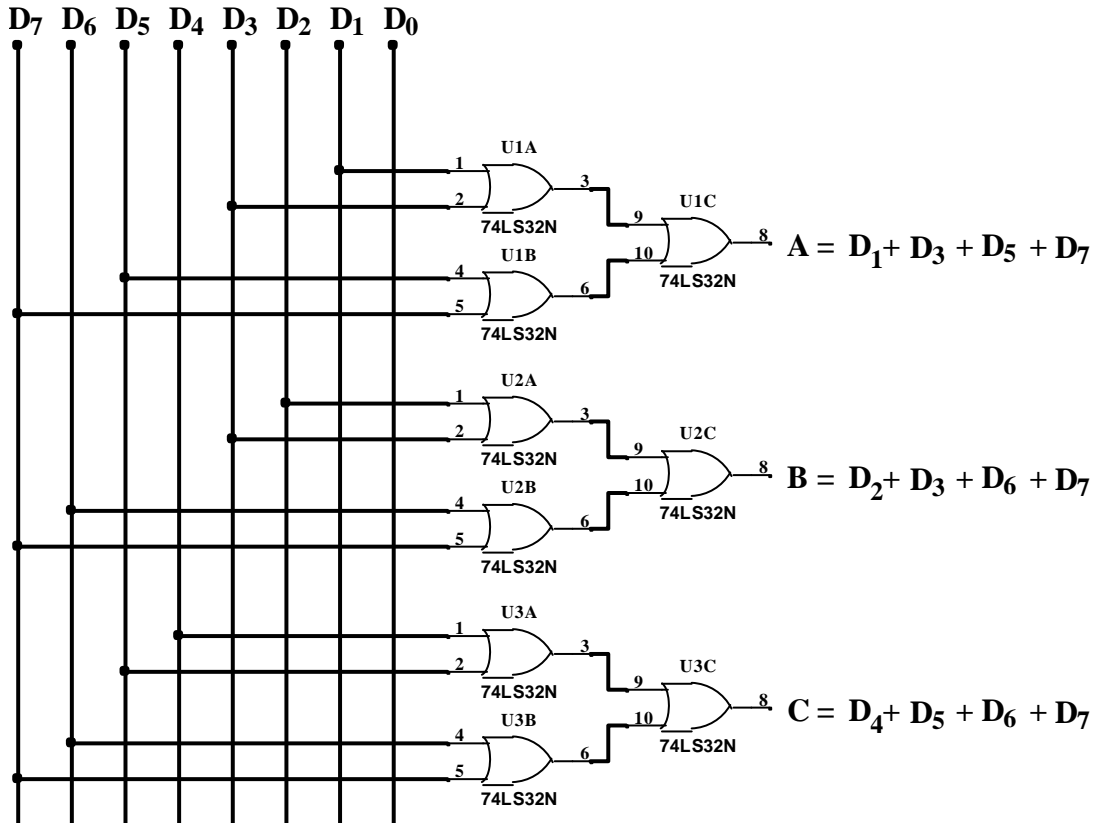 D₇ D₆ D₅ D₄ D₃ D₂ D₁ D₀
U1A
1
2
3
74LS32N
U1B
4
5
6
74LS32N
U1C
9
10
8
74LS32N
A = D₁+ D₃ + D₅ + D₇
U2A
1
2
3
74LS32N
U2B
4
5
6
74LS32N
U2C
9
10
8
74LS32N
B = D₂+ D₃ + D₆ + D₇
U3A
1
2
3
74LS32N
U3B
4
5
6
74LS32N
U3C
9
10
8
74LS32N
C = D₄+ D₅ + D₆ + D₇